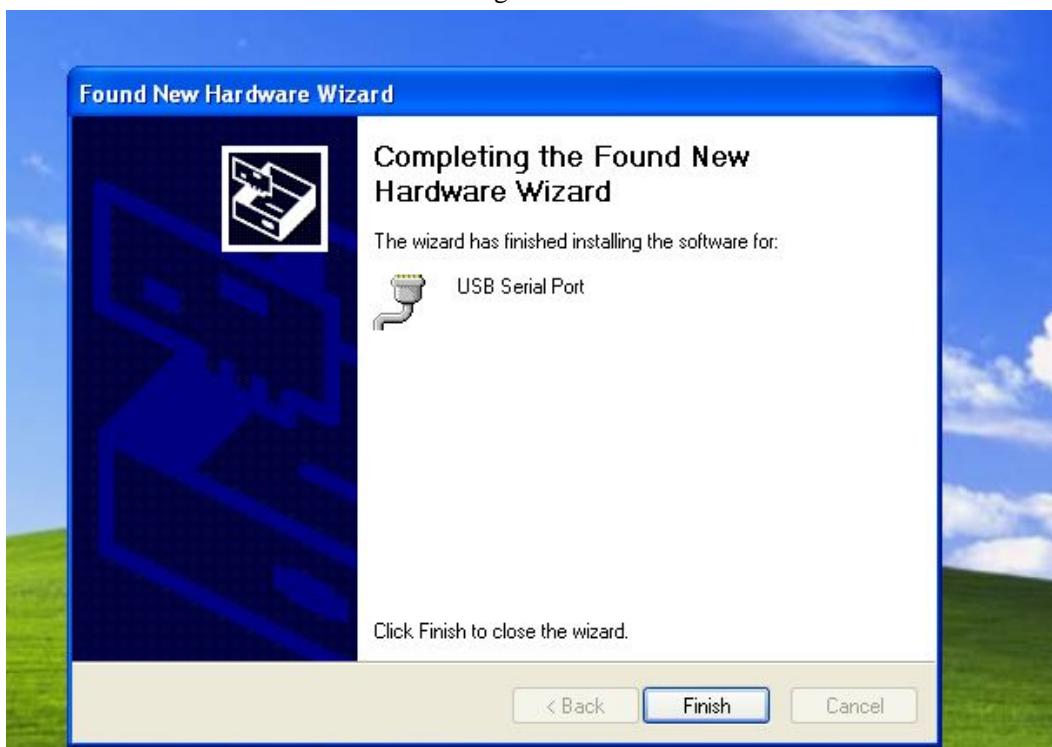 Found New Hardware Wizard
Completing the Found New
Hardware Wizard
The wizard has finished installing the software for:
USB Serial Port
Click Finish to close the wizard.
< Back
Finish
Cancel